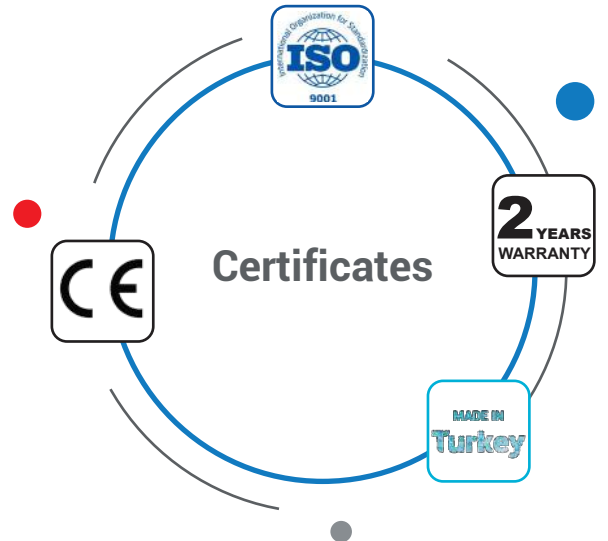 International Organization for Standardization
ISO
9001
2 YEARS
WARRANTY
Certificates
CE
MADE IN
Turkey